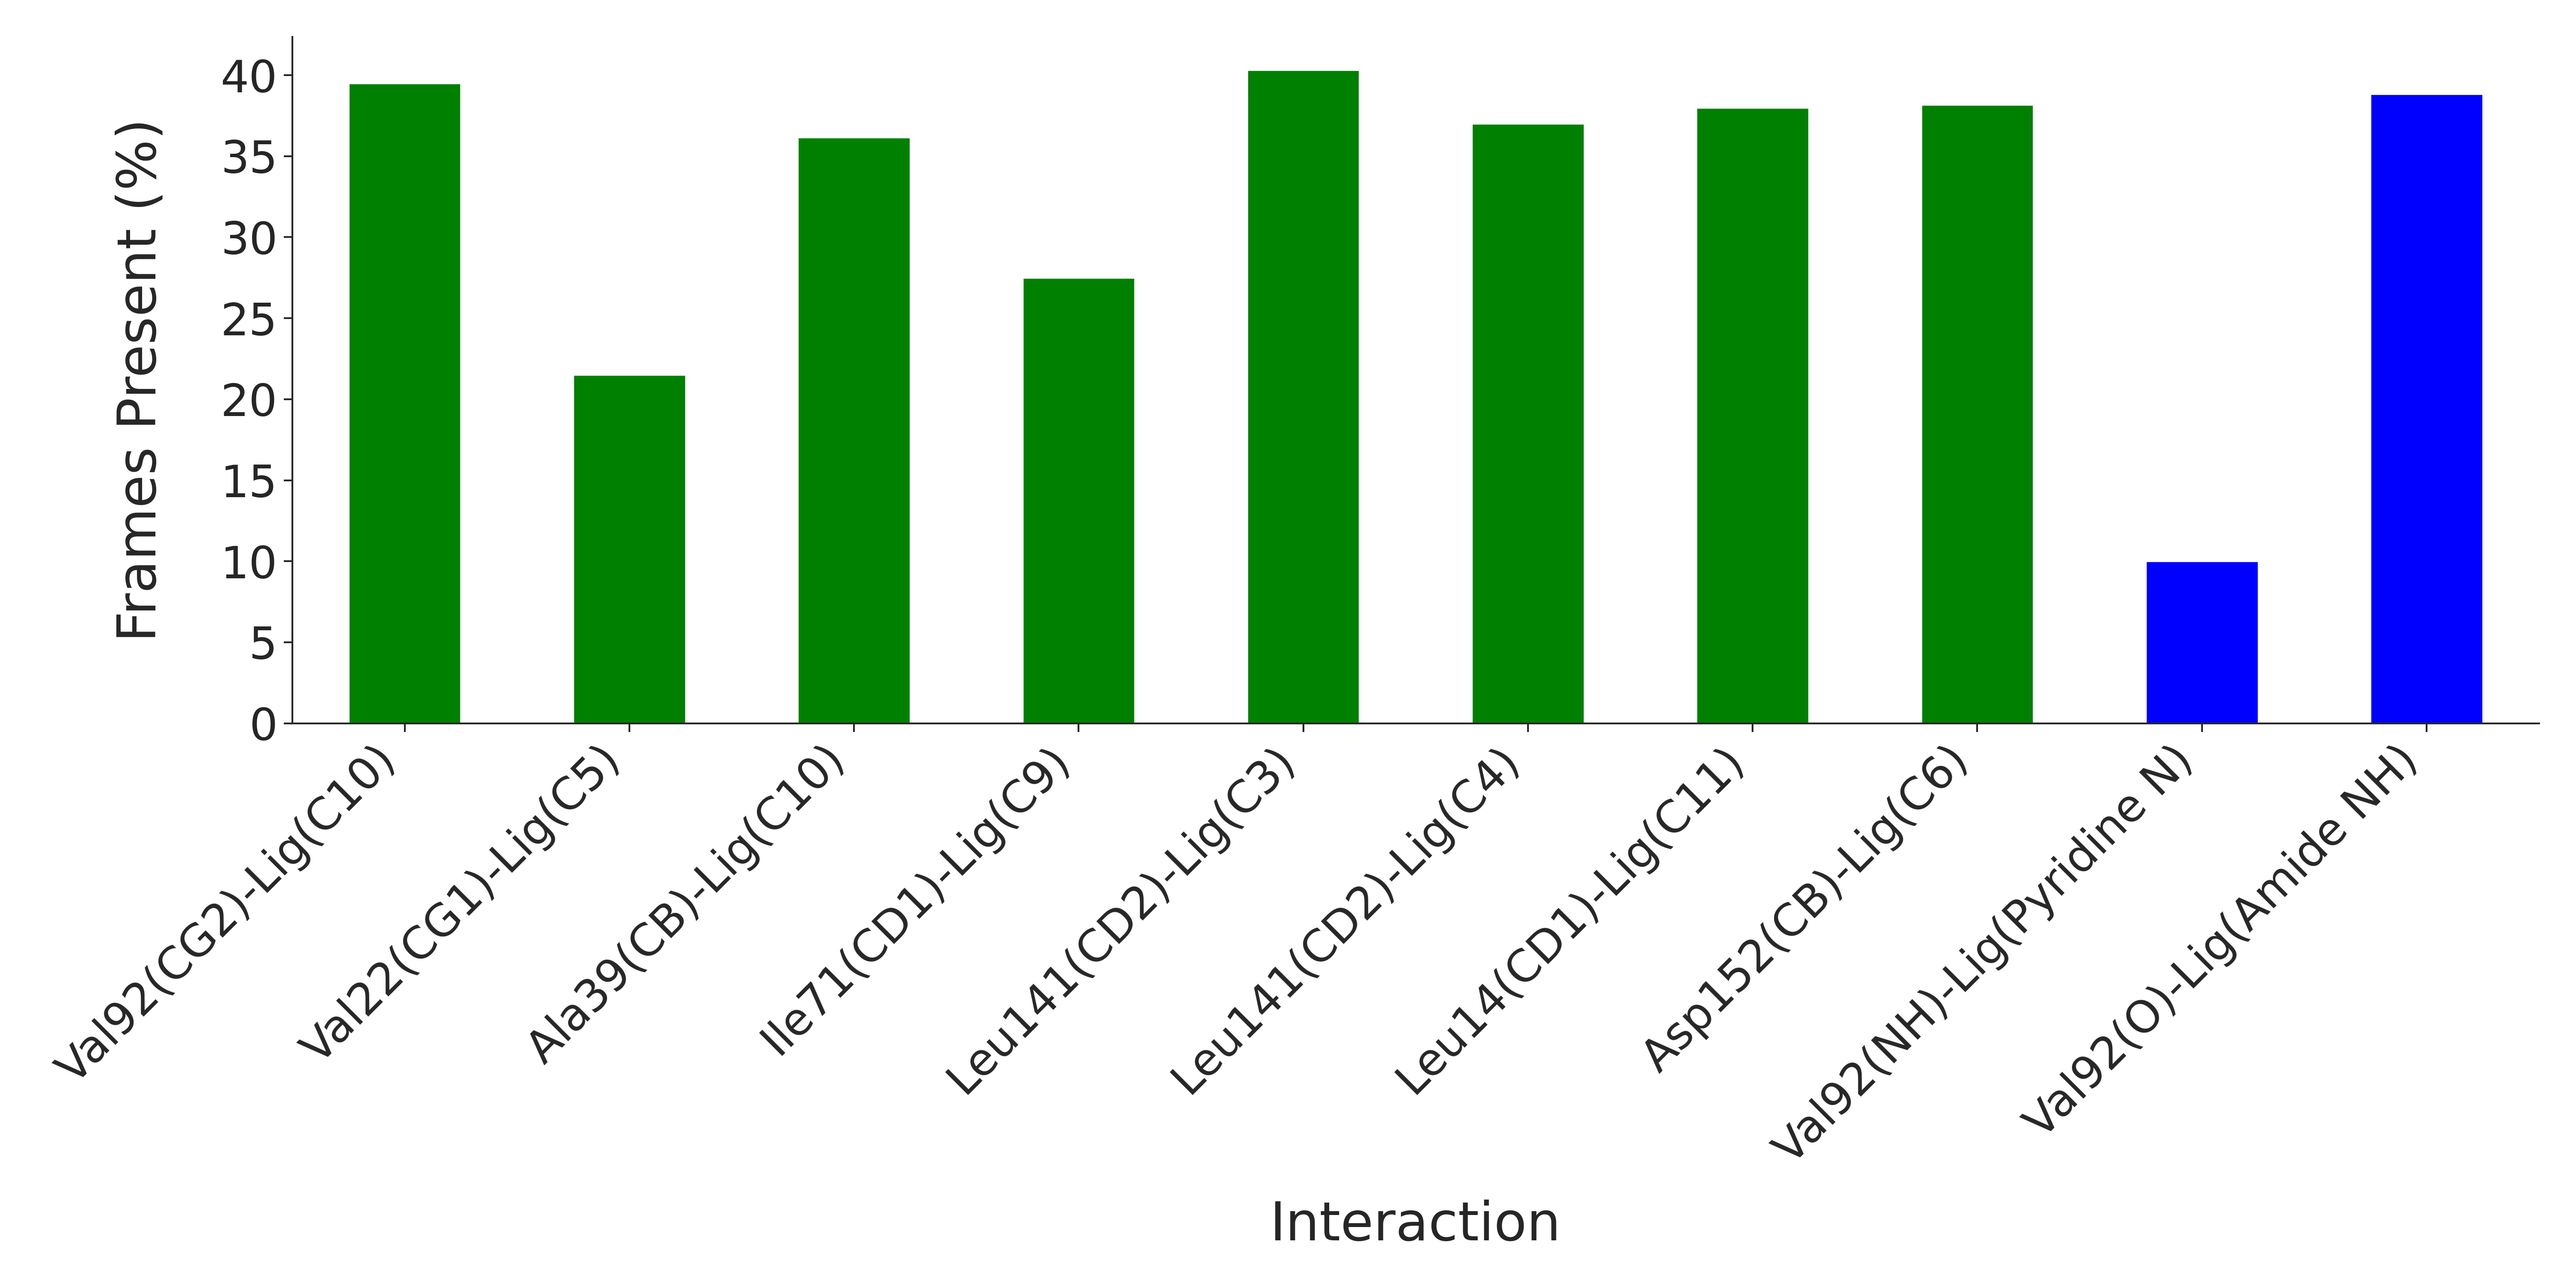 Frames Present (%)
40
35
30
25
20
15
10
5
0
Val92(CG2)-Lig(C10)
Val22(CG1)-Lig(C5)
Ala39(CB)-Lig(C10)
Ile71(CD1)-Lig(C9)
Leu141(CD2)-Lig(C3)
Leu141(CD2)-Lig(C4)
Leu14(CD1)-Lig(C11)
Asp152(CB)-Lig(C6)
Val92(NH)-Lig(Pyridine N)
Val92(O)-Lig(Amide NH)
Interaction